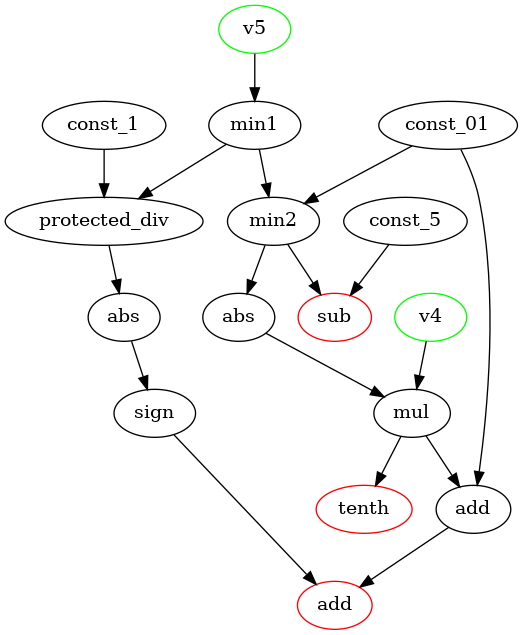 v5
const_1
min1
const_01
protected_div
min2
const_5
abs
abs
sub
v4
sign
mul
tenth
add
add